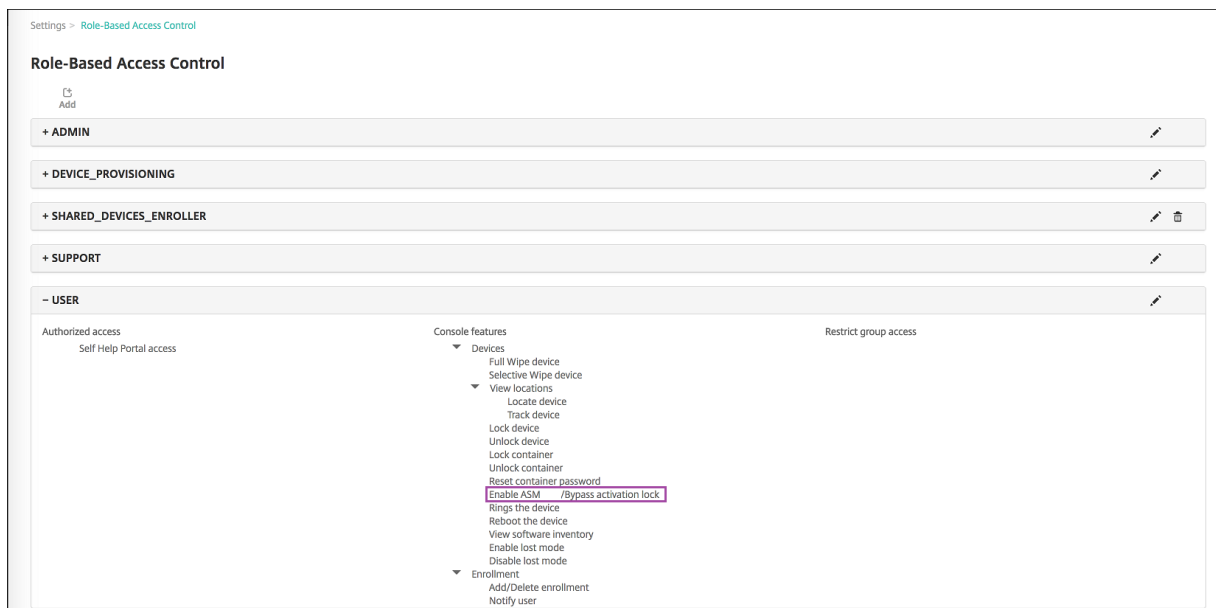 Settings > Role-Based Access Control
Role-Based Access Control
Add
+ ADMIN
+ DEVICE_PROVISIONING
+ SHARED_DEVICES_ENROLLER
+ SUPPORT
− USER
Authorized access
Self Help Portal access
Console features
Devices
Full Wipe device
Selective Wipe device
View locations
Locate device
Track device
Lock device
Unlock device
Lock container
Unlock container
Reset container password
Enable ASM /Bypass activation lock
Rings the device
Reboot the device
View software inventory
Enable lost mode
Disable lost mode
Enrollment
Add/Delete enrollment
Notify user
Restrict group access